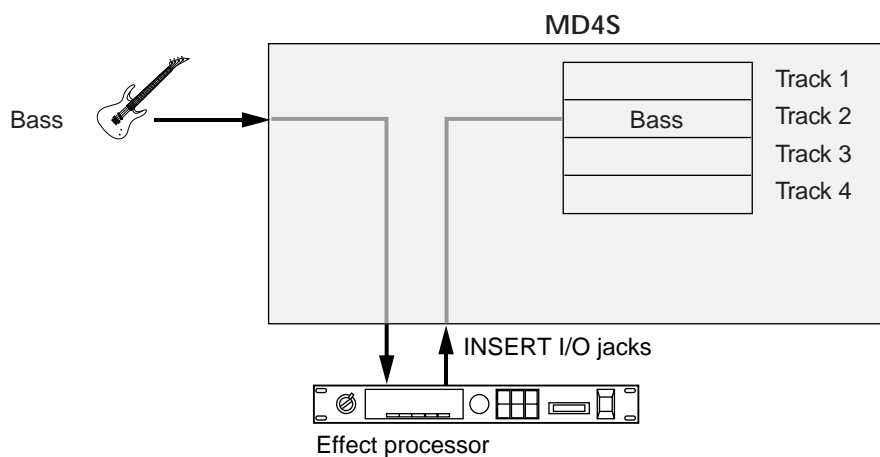 MD4S
Track 1
Bass
Bass
Track 2
Track 3
Track 4
INSERT I/O jacks
Effect processor